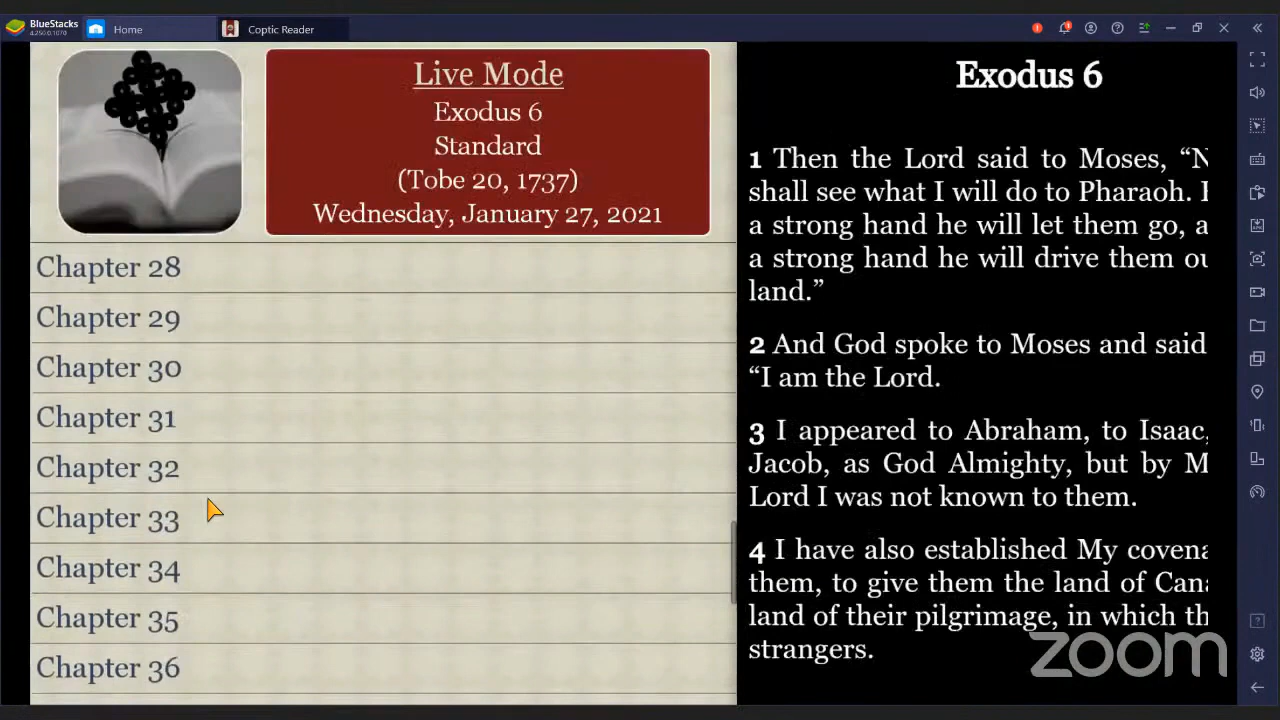 BlueStacks
4.250.0.1070
Home
Coptic Reader
Live Mode
Exodus 6
Standard
(Tobe 20, 1737)
Wednesday, January 27, 2021
Chapter 28
Chapter 29
Chapter 30
Chapter 31
Chapter 32
Chapter 33
Chapter 34
Chapter 35
Chapter 36
Exodus 6
1 Then the Lord said to Moses, “N
shall see what I will do to Pharaoh.
a strong hand he will let them go, a
a strong hand he will drive them ou
land.”
2 And God spoke to Moses and said
“I am the Lord.
3 I appeared to Abraham, to Isaac,
Jacob, as God Almighty, but by M
Lord I was not known to them.
4 I have also established My covena
them, to give them the land of Cana
land of their pilgrimage, in which th
strangers.
zoom